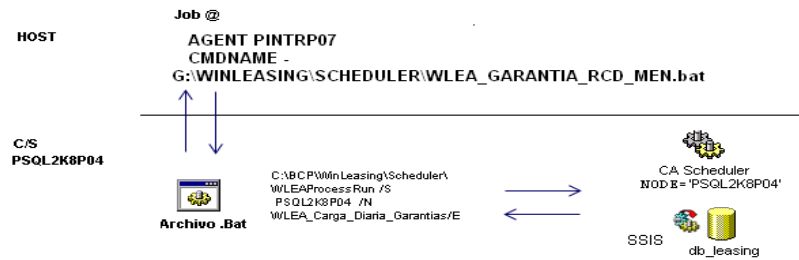 Job @
HOST
AGENT PINTRP07
CMDNAME -
G:\WINLEASING\SCHEDULER\WLEA_GARANTIA_RCD_MEN.bat
C/S
PSQL2K8P04
C:\BCP\WinLeasing\Scheduler\
WLEAProcessRun /S
PSQL2K8P04 /N
WLEA_Carga_Diaria_Garantias/E
Archivo .Bat
CA Scheduler
NODE='PSQL2K8P04'
SSIS
db_leasing